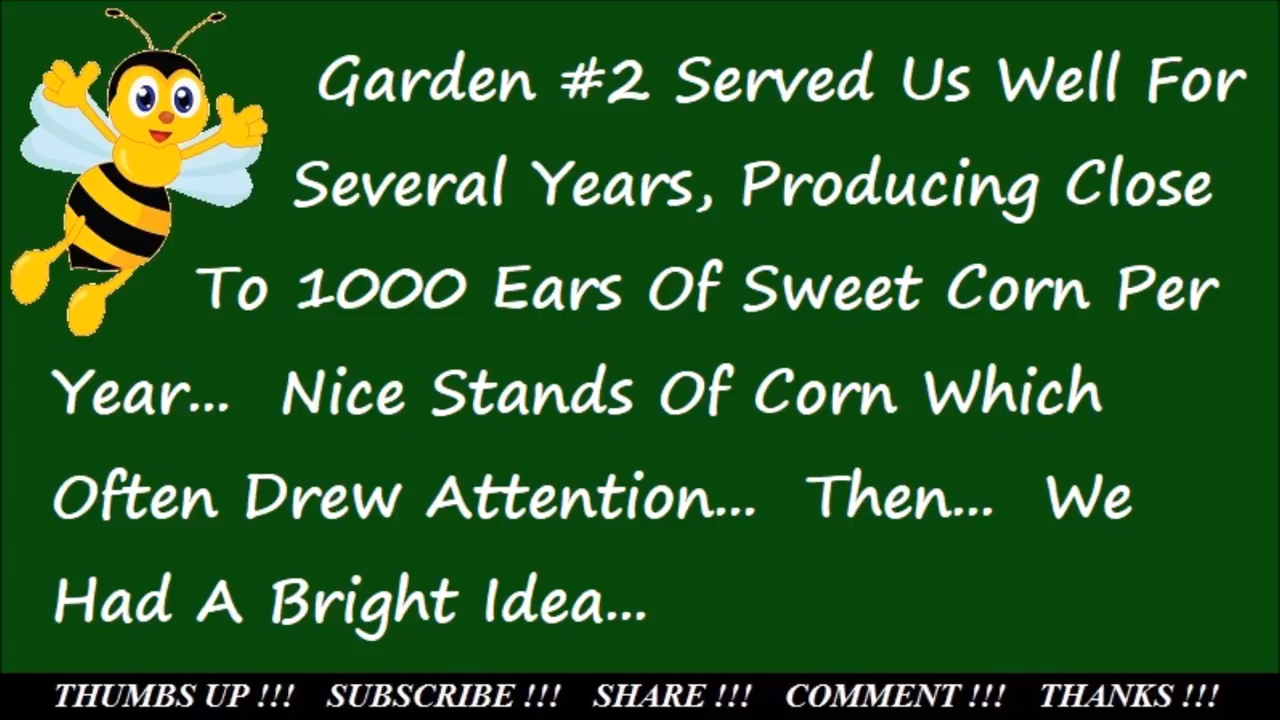 Garden #2 Served Us Well For
Several Years, Producing Close
To 1000 Ears Of Sweet Corn Per
Year... Nice Stands Of Corn Which
Often Drew Attention... Then... We
Had A Bright Idea...
THUMBS UP !!! SUBSCRIBE !!! SHARE !!! COMMENT !!! THANKS !!!